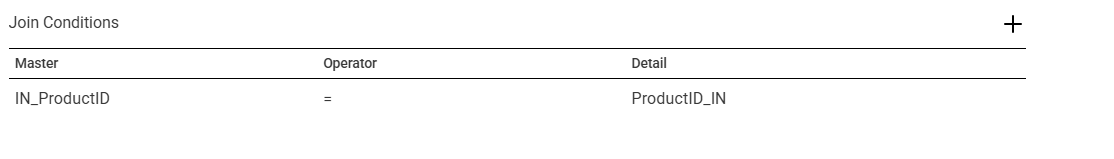 Join Conditions
Master Operator Detail
IN_ProductID = ProductID_IN